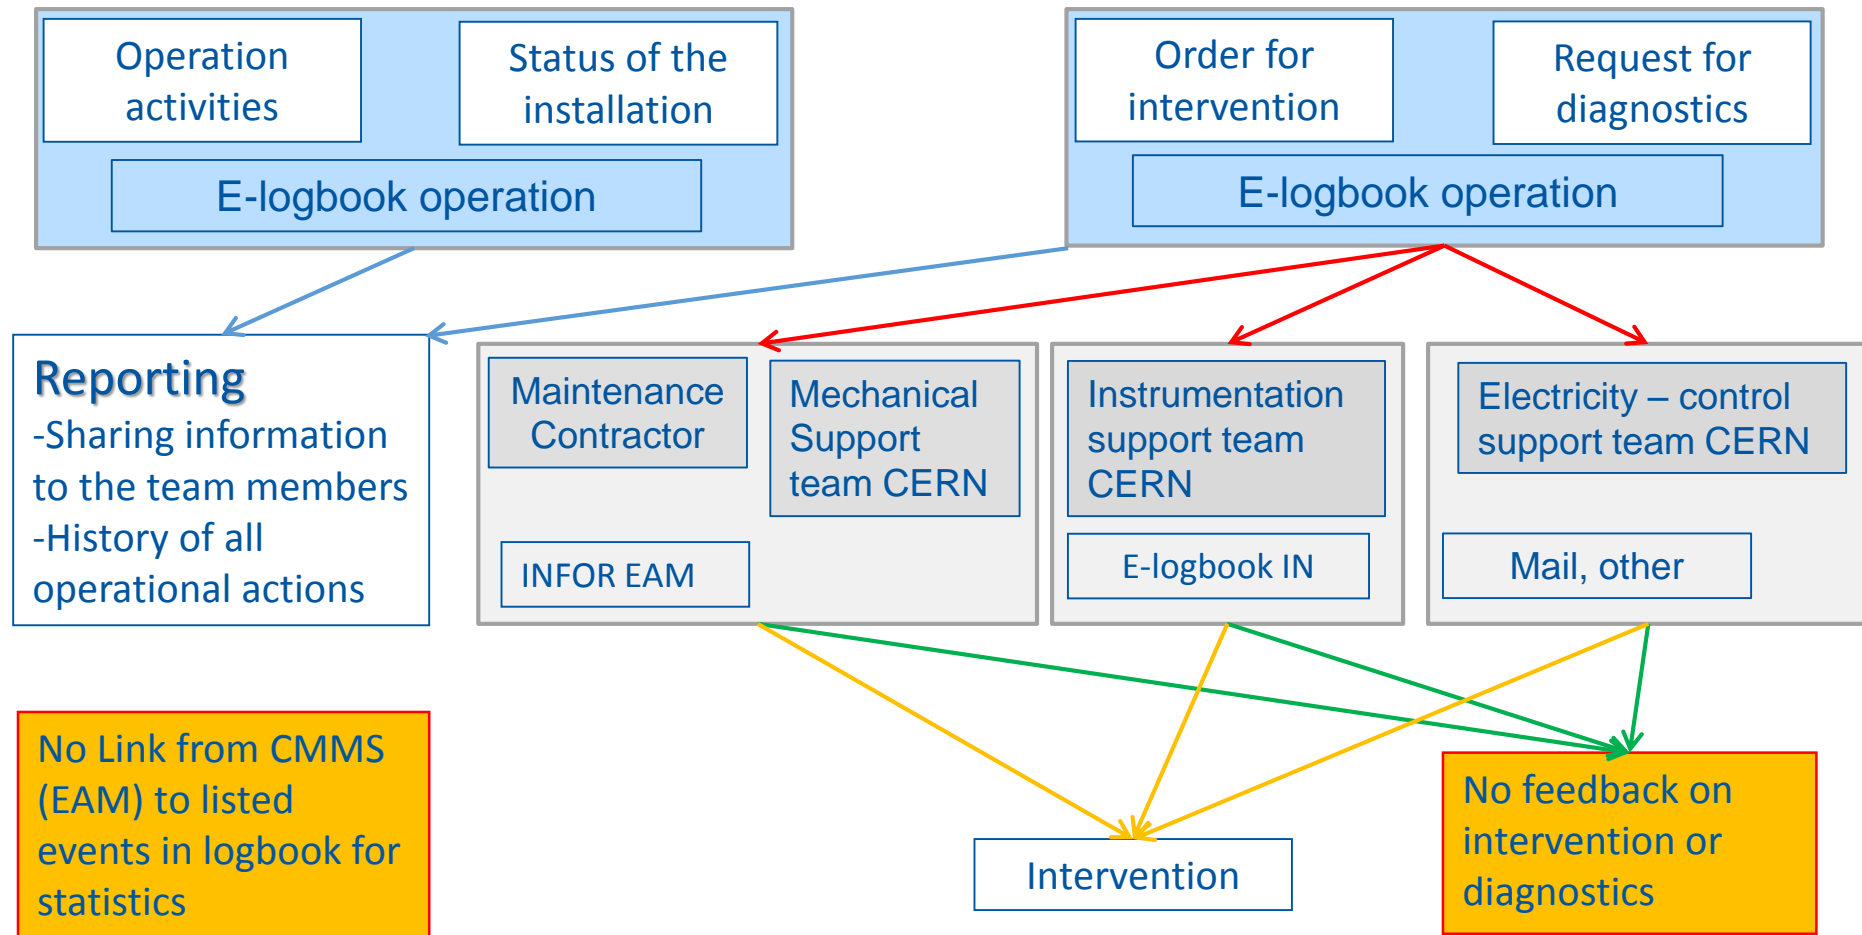 Operation
activities
Status of the
installation
E-logbook operation
Order for
intervention
Request for
diagnostics
E-logbook operation
Reporting
-Sharing information
to the team members
-History of all
operational actions
Maintenance
Contractor
Mechanical
Support
team CERN
INFOR EAM
Instrumentation
support team
CERN
E-logbook IN
Electricity – control
support team CERN
Mail, other
No Link from CMMS
(EAM) to listed
events in logbook for
statistics
Intervention
No feedback on
intervention or
diagnostics